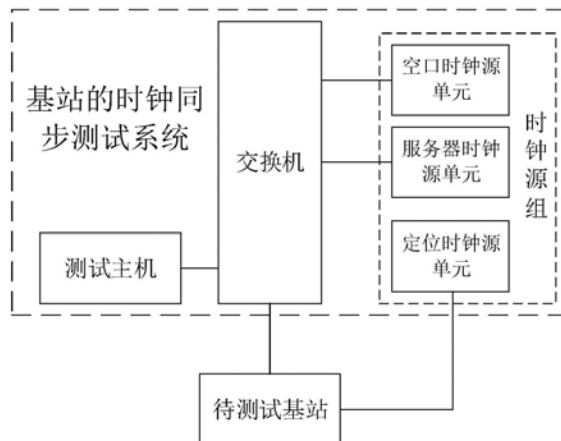 基站的时钟同
步测试系统
测试主机
交换机
空口时钟源
单元
服务器时钟
源单元
定位时钟源
单元
时钟源组
待测试基站